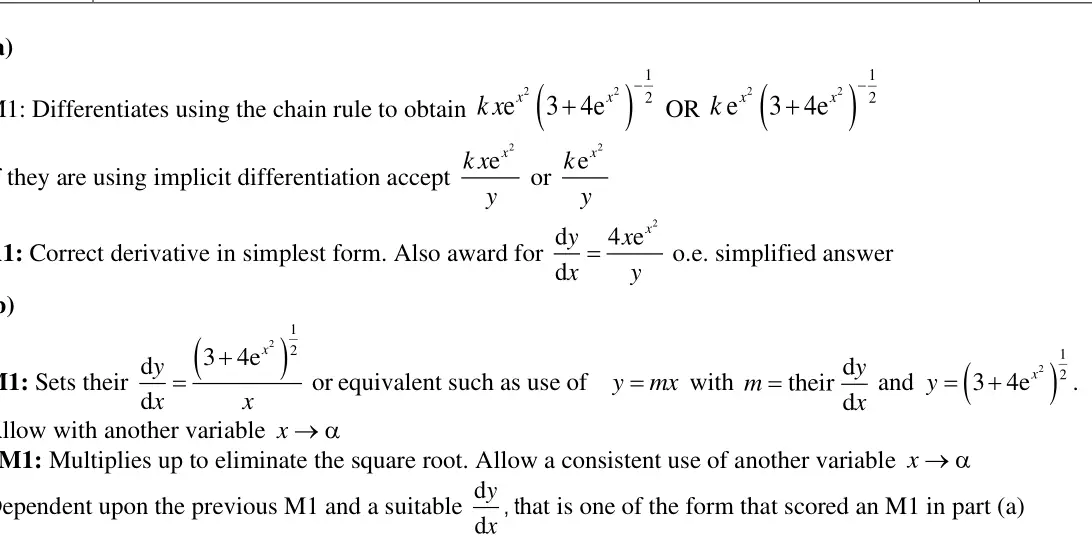 a)
M1: Differentiates using the chain rule to obtain k x e^{x²} (3 + 4e^{x²})^{-1/2} OR k e^{x²} (3 + 4e^{x²})^{-1/2}
f they are using implicit differentiation accept kxe^{x²}/y or ke^{x²}/y
A1: Correct derivative in simplest form. Also award for dy/dx = 4xe^{x²}/y o.e. simplified answer
b)
M1: Sets their dy/dx = (3 + 4e^{x²})^{1/2}/x or equivalent such as use of y = mx with m = their dy/dx and y = (3 + 4e^{x²})^{1/2}.
Allow with another variable x → α
M1: Multiplies up to eliminate the square root. Allow a consistent use of another variable x → α
Dependent upon the previous M1 and a suitable dy/dx, that is one of the form that scored an M1 in part (a)